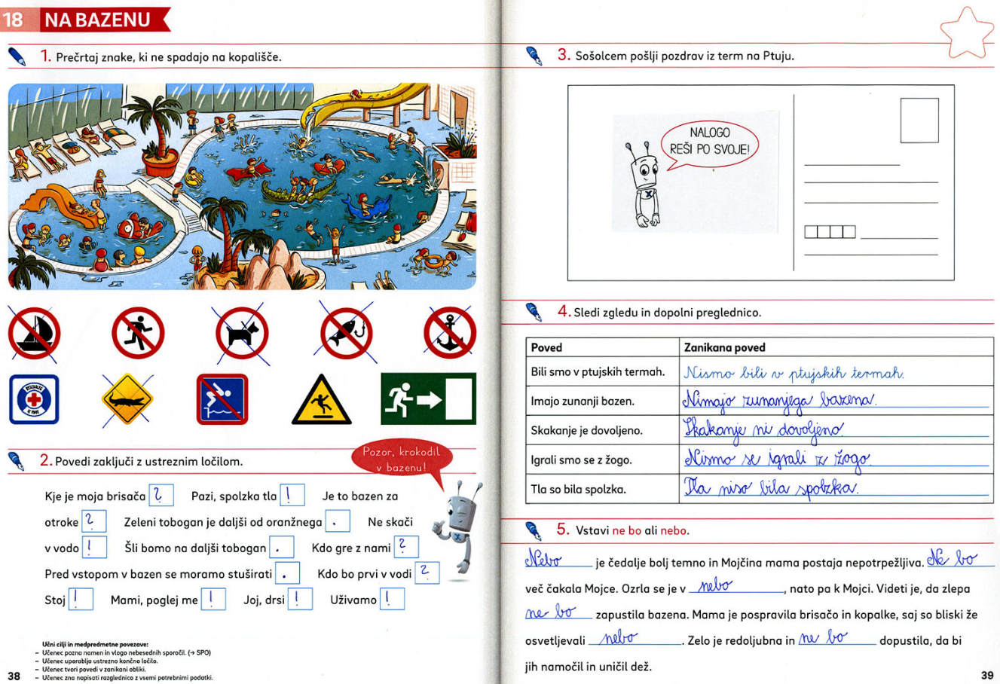 18 NA BAZENU
1. Prečrtaj znake, ki ne spadajo na kopališče.
REŠEVALEC
IZ VODE
2. Povedi zaključi z ustreznim ločilom.
Pozor, krokodil
v bazenu!
Kje je moja brisača ? Pazi, spolzka tla ! Je to bazen za
otroke ? Zeleni tobogan je daljši od oranžnega . Ne skači
v vodo ! Šli bomo na daljši tobogan . Kdo gre z nami ?
Pred vstopom v bazen se moramo stuširati . Kdo bo prvi v vodi ?
Stoj ! Mami, poglej me ! Joj, drsi ! Uživamo !
X
Učni cilji in medpredmetne povezave:
– Učenec pozna namen in vlogo nebesednih sporočil. (→ SPO)
– Učenec uporablja ustrezno končno ločilo.
– Učenec tvori povedi v zanikani obliki.
– Učenec zna napisati razglednico z vsemi potrebnimi podatki.
38
3. Sošolcem pošlji pozdrav iz term na Ptuju.
NALOGO
REŠI PO SVOJE!
X
4. Sledi zgledu in dopolni preglednico.
Poved Zanikana poved
Bili smo v ptujskih termah. Nismo bili v ptujskih termah.
Imajo zunanji bazen. Nimajo zunanjega bazena.
Skakanje je dovoljeno. Skakanje ni dovoljeno.
Igrali smo se z žogo. Nismo se igrali z žogo.
Tla so bila spolzka. Tla niso bila spolzka.
5. Vstavi ne bo ali nebo.
Nebo je čedalje bolj temno in Mojčina mama postaja nepotrpežljiva. Ne bo
več čakala Mojce. Ozrla se je v nebo, nato pa k Mojci. Videti je, da zlepa
ne bo zapustila bazena. Mama je pospravila brisačo in kopalke, saj so bliski že
osvetljevali nebo. Zelo je redoljubna in ne bo dopustila, da bi
jih namočil in uničil dež.
39